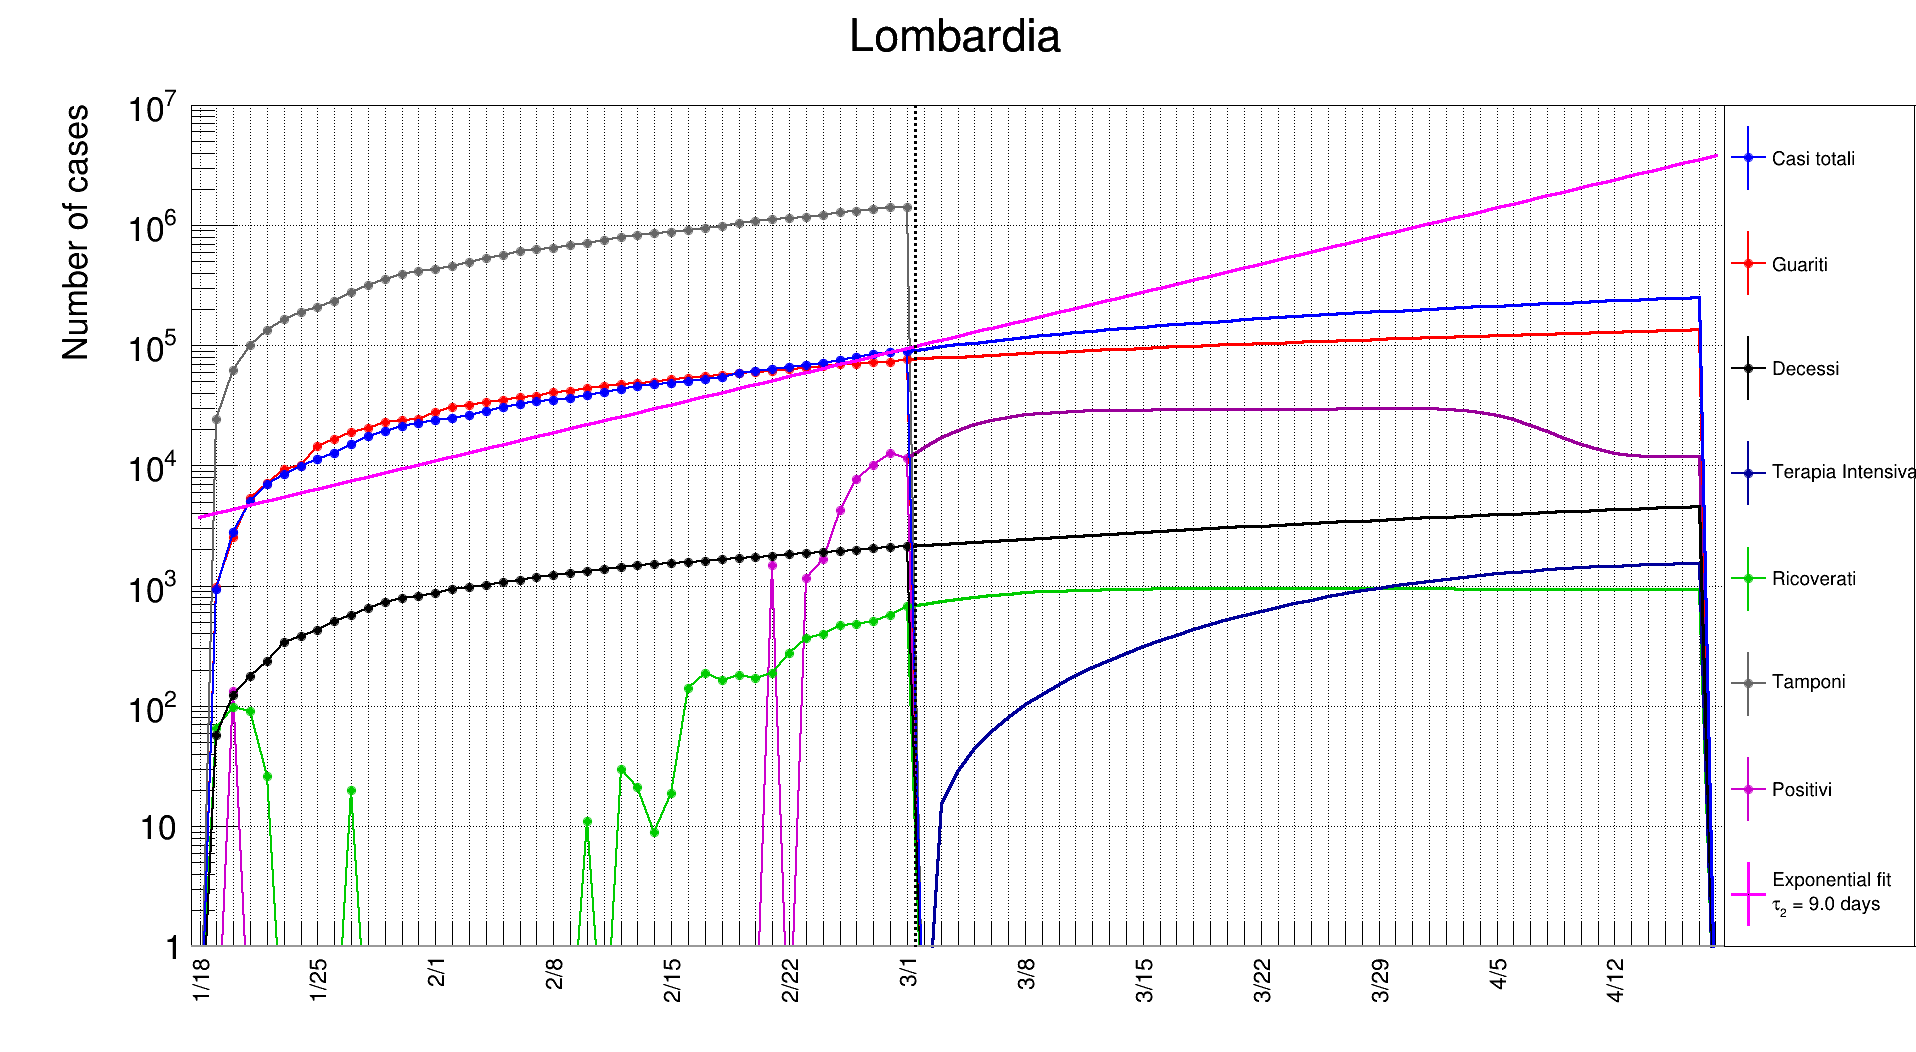 Lombardia
Number of cases
10^7
10^6
10^5
10^4
10^3
10^2
10
1
1/18
1/25
2/1
2/8
2/15
2/22
3/1
3/8
3/15
3/22
3/29
4/5
4/12
Casi totali
Guariti
Decessi
Terapia Intensiva
Ricoverati
Tamponi
Positivi
Exponential fit
τ₂ = 9.0 days